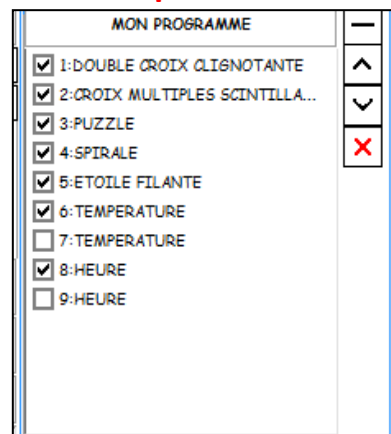 MON PROGRAMME
1:DOUBLE CROIX CLIGNOTANTE
2:CROIX MULTIPLES SCINTILLA...
3:PUZZLE
4:SPIRALE
5:ETOILE FILANTE
6:TEMPERATURE
7:TEMPERATURE
8:HEURE
9:HEURE